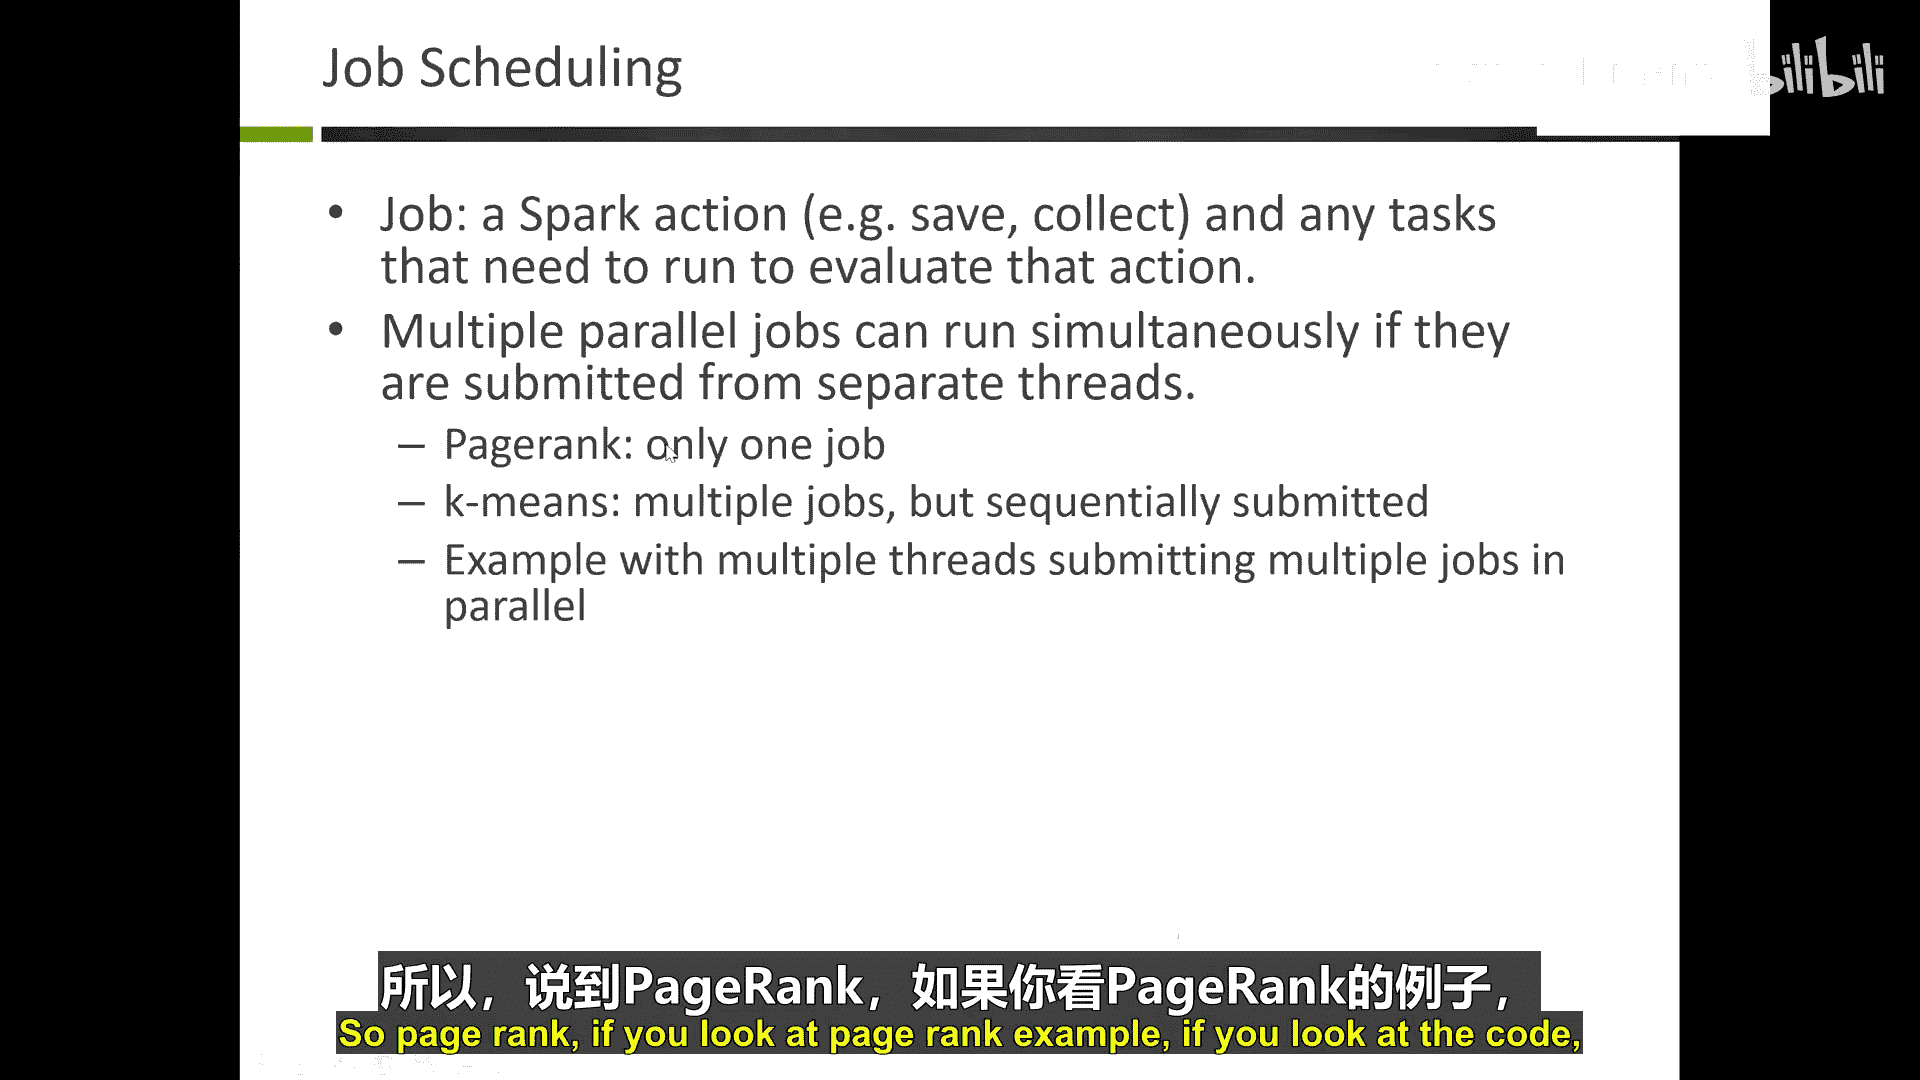 Job Scheduling
bilibili
• Job: a Spark action (e.g. save, collect) and any tasks
that need to run to evaluate that action.
• Multiple parallel jobs can run simultaneously if they
are submitted from separate threads.
– Pagerank: only one job
– k-means: multiple jobs, but sequentially submitted
– Example with multiple threads submitting multiple jobs in
parallel
所以，说到PageRank，如果你看PageRank的例子，
So page rank, if you look at page rank example, if you look at the code,